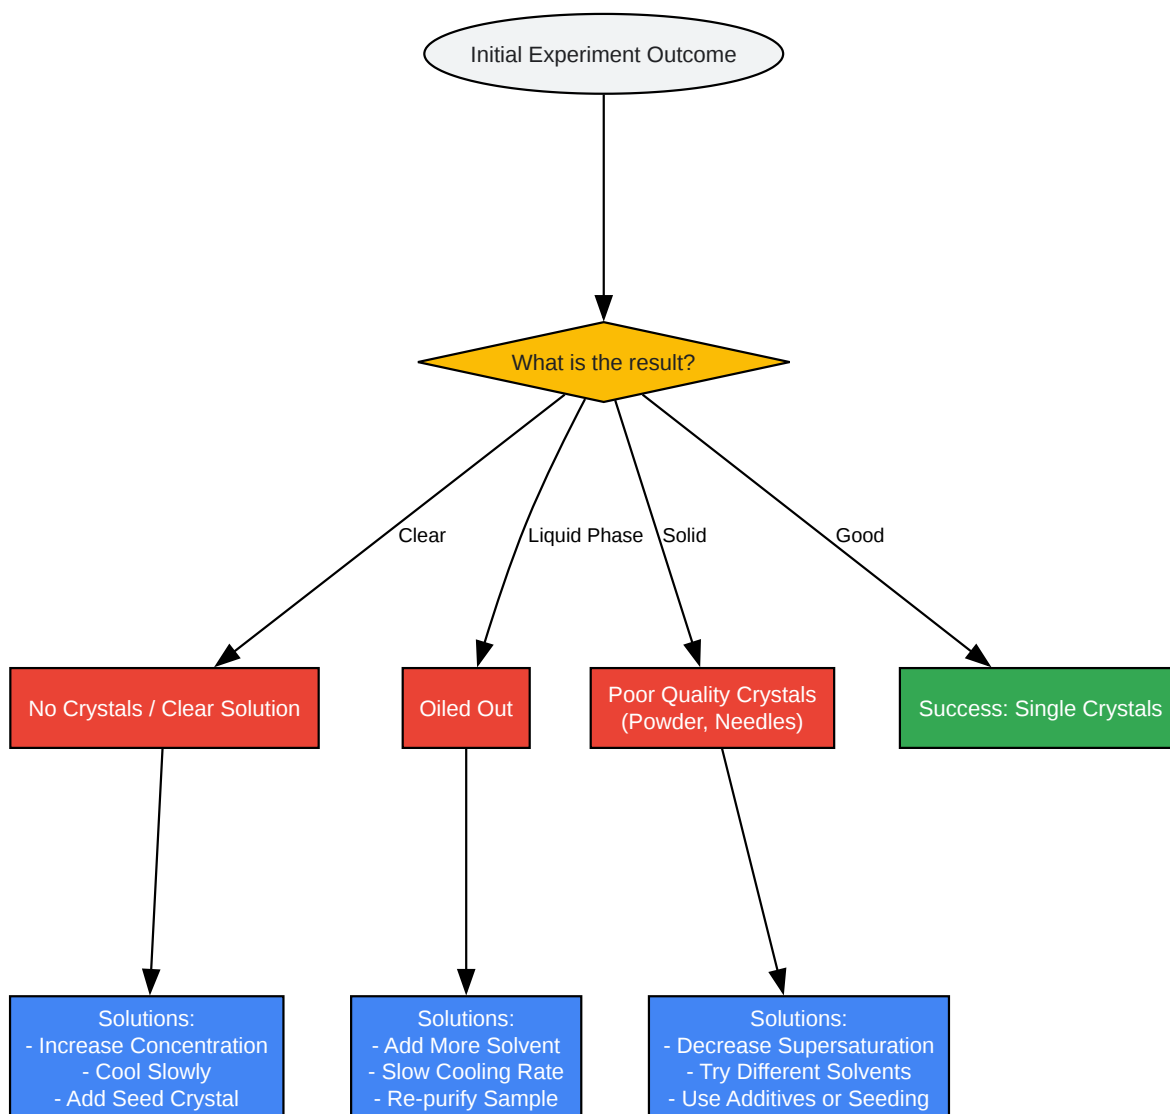 Initial Experiment Outcome
What is the result?
Clear
Liquid Phase
Solid
Good
No Crystals / Clear Solution
Oiled Out
Poor Quality Crystals
(Powder, Needles)
Success: Single Crystals
Solutions:
- Increase Concentration
- Cool Slowly
- Add Seed Crystal
Solutions:
- Add More Solvent
- Slow Cooling Rate
- Re-purify Sample
Solutions:
- Decrease Supersaturation
- Try Different Solvents
- Use Additives or Seeding